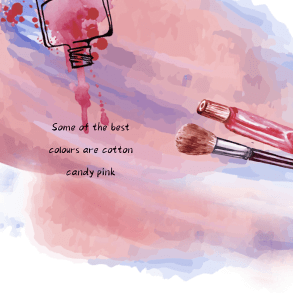 Some of the best
colours are cotton
candy pink